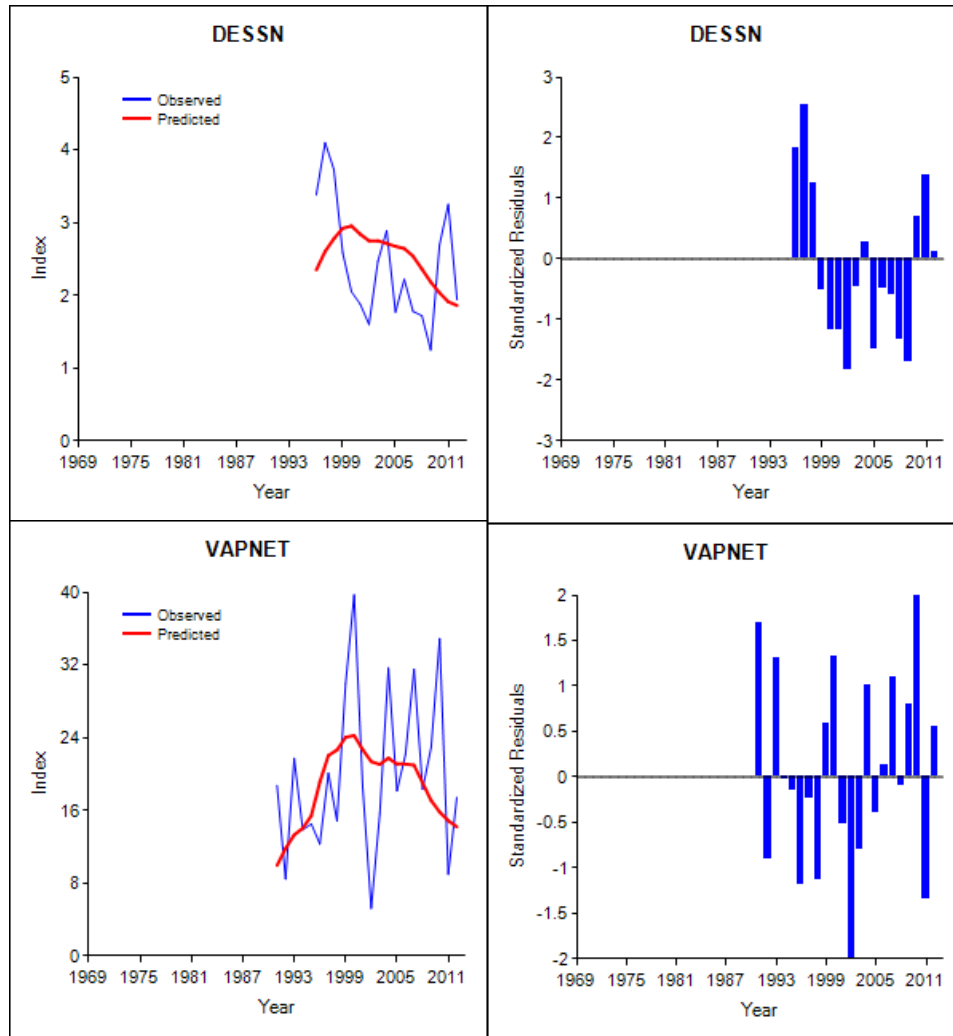 DESSN
5
4
3
2
1
0
Index
Observed
Predicted
1969 1975 1981 1987 1993 1999 2005 2011
Year
DESSN
3
2
1
0
-1
-2
-3
Standardized Residuals
1969 1975 1981 1987 1993 1999 2005 2011
Year
VAPNET
40
32
24
16
8
0
Index
Observed
Predicted
1969 1975 1981 1987 1993 1999 2005 2011
Year
VAPNET
2
1.5
1
0.5
0
-0.5
-1
-1.5
-2
Standardized Residuals
1969 1975 1981 1987 1993 1999 2005 2011
Year